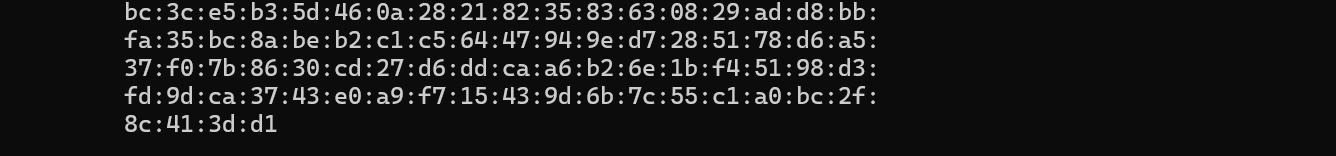 bc:3c:e5:b3:5d:46:0a:28:21:82:35:83:63:08:29:ad:d8:bb:
fa:35:bc:8a:be:b2:c1:c5:64:47:94:9e:d7:28:51:78:d6:a5:
37:f0:7b:86:30:cd:27:d6:dd:ca:a6:b2:6e:1b:f4:51:98:d3:
fd:9d:ca:37:43:e0:a9:f7:15:43:9d:6b:7c:55:c1:a0:bc:2f:
8c:41:3d:d1